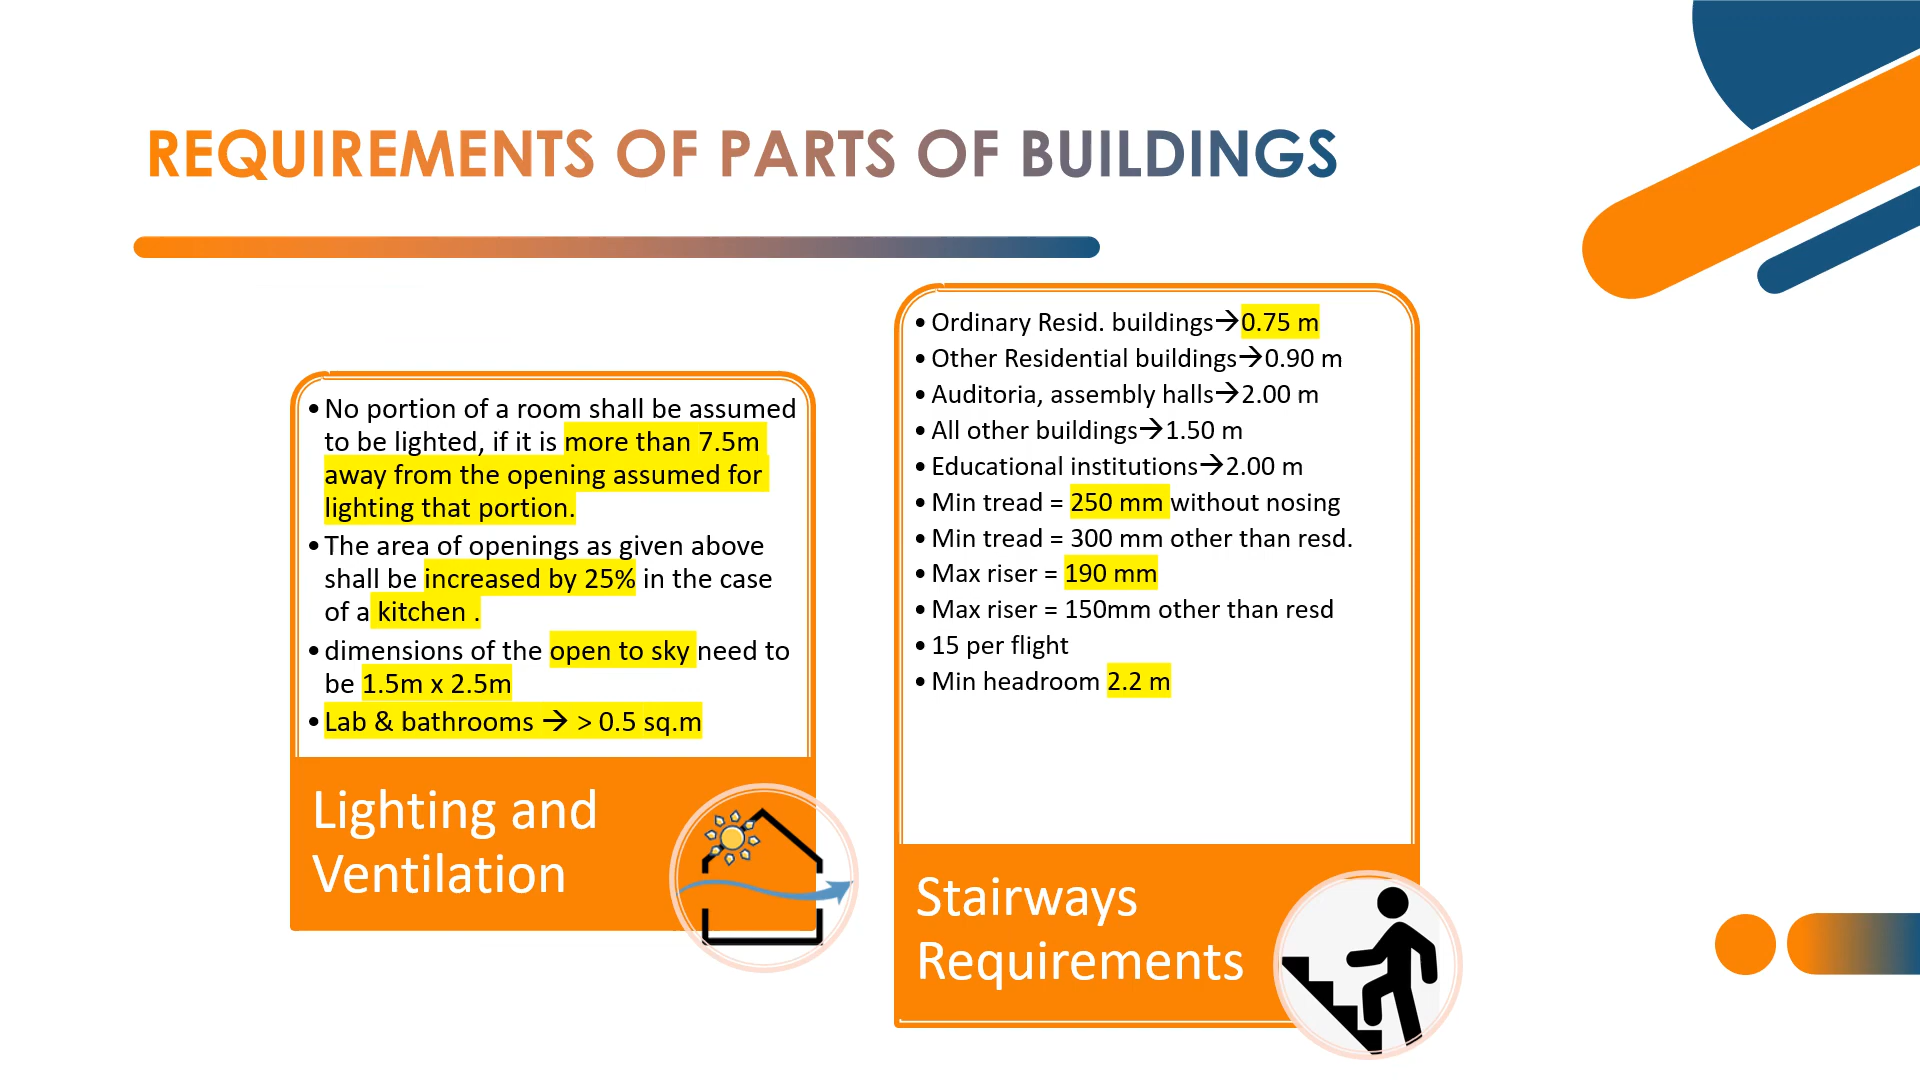 REQUIREMENTS OF PARTS OF BUILDINGS
• No portion of a room shall be assumed
to be lighted, if it is more than 7.5m
away from the opening assumed for
lighting that portion.
• The area of openings as given above
shall be increased by 25% in the case
of a kitchen .
• dimensions of the open to sky need to
be 1.5m x 2.5m
• Lab & bathrooms → > 0.5 sq.m
Lighting and
Ventilation
• Ordinary Resid. buildings→0.75 m
• Other Residential buildings→0.90 m
• Auditoria, assembly halls→2.00 m
• All other buildings→1.50 m
• Educational institutions→2.00 m
• Min tread = 250 mm without nosing
• Min tread = 300 mm other than resd.
• Max riser = 190 mm
• Max riser = 150mm other than resd
• 15 per flight
• Min headroom 2.2 m
Stairways
Requirements